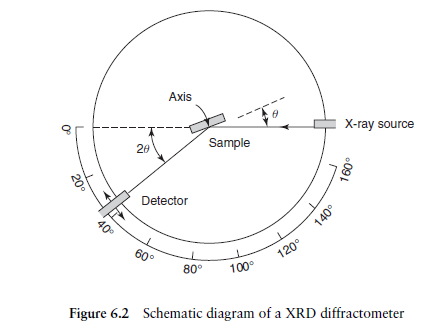 Axis
θ
X-ray source
0°
2θ
Sample
20°
Detector
160°
40°
140°
60°
120°
80°
100°
Figure 6.2 Schematic diagram of a XRD diffractometer